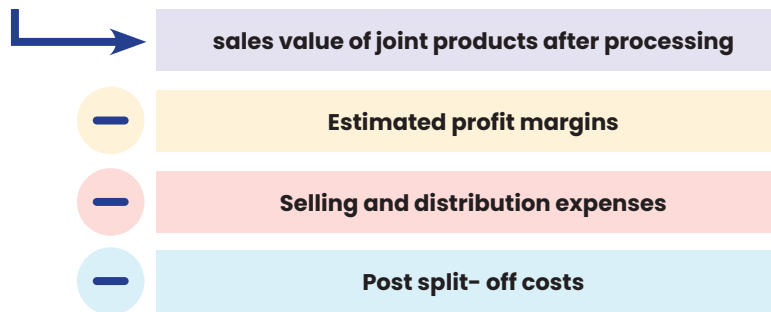 sales value of joint products after processing
Estimated profit margins
Selling and distribution expenses
Post split- off costs